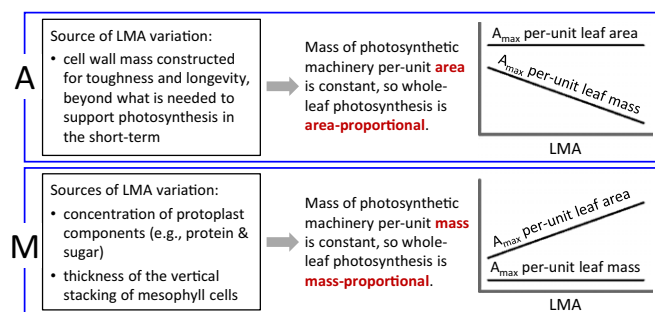 A
Source of LMA variation:
• cell wall mass constructed
for toughness and longevity,
beyond what is needed to
support photosynthesis in
the short-term
Mass of photosynthetic
machinery per-unit area
is constant, so whole-
leaf photosynthesis is
area-proportional.
Amax per-unit leaf area
Amax per-unit leaf mass
LMA
M
Sources of LMA variation:
• concentration of protoplast
components (e.g., protein &
sugar)
• thickness of the vertical
stacking of mesophyll cells
Mass of photosynthetic
machinery per-unit mass
is constant, so whole-
leaf photosynthesis is
mass-proportional.
Amax per-unit leaf area
Amax per-unit leaf mass
LMA